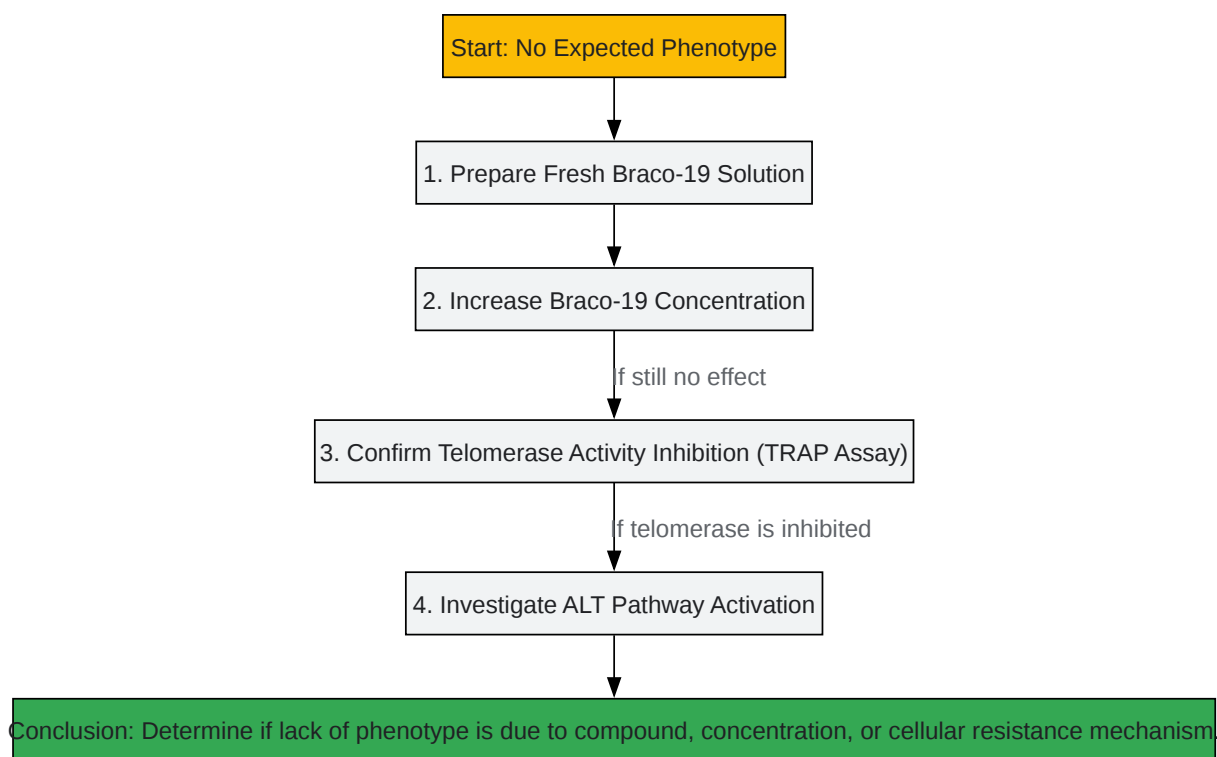 Start: No Expected Phenotype
1. Prepare Fresh Braco-19 Solution
2. Increase Braco-19 Concentration
If still no effect
3. Confirm Telomerase Activity Inhibition (TRAP Assay)
If telomerase is inhibited
4. Investigate ALT Pathway Activation
Conclusion: Determine if lack of phenotype is due to compound, concentration, or cellular resistance mechanism.